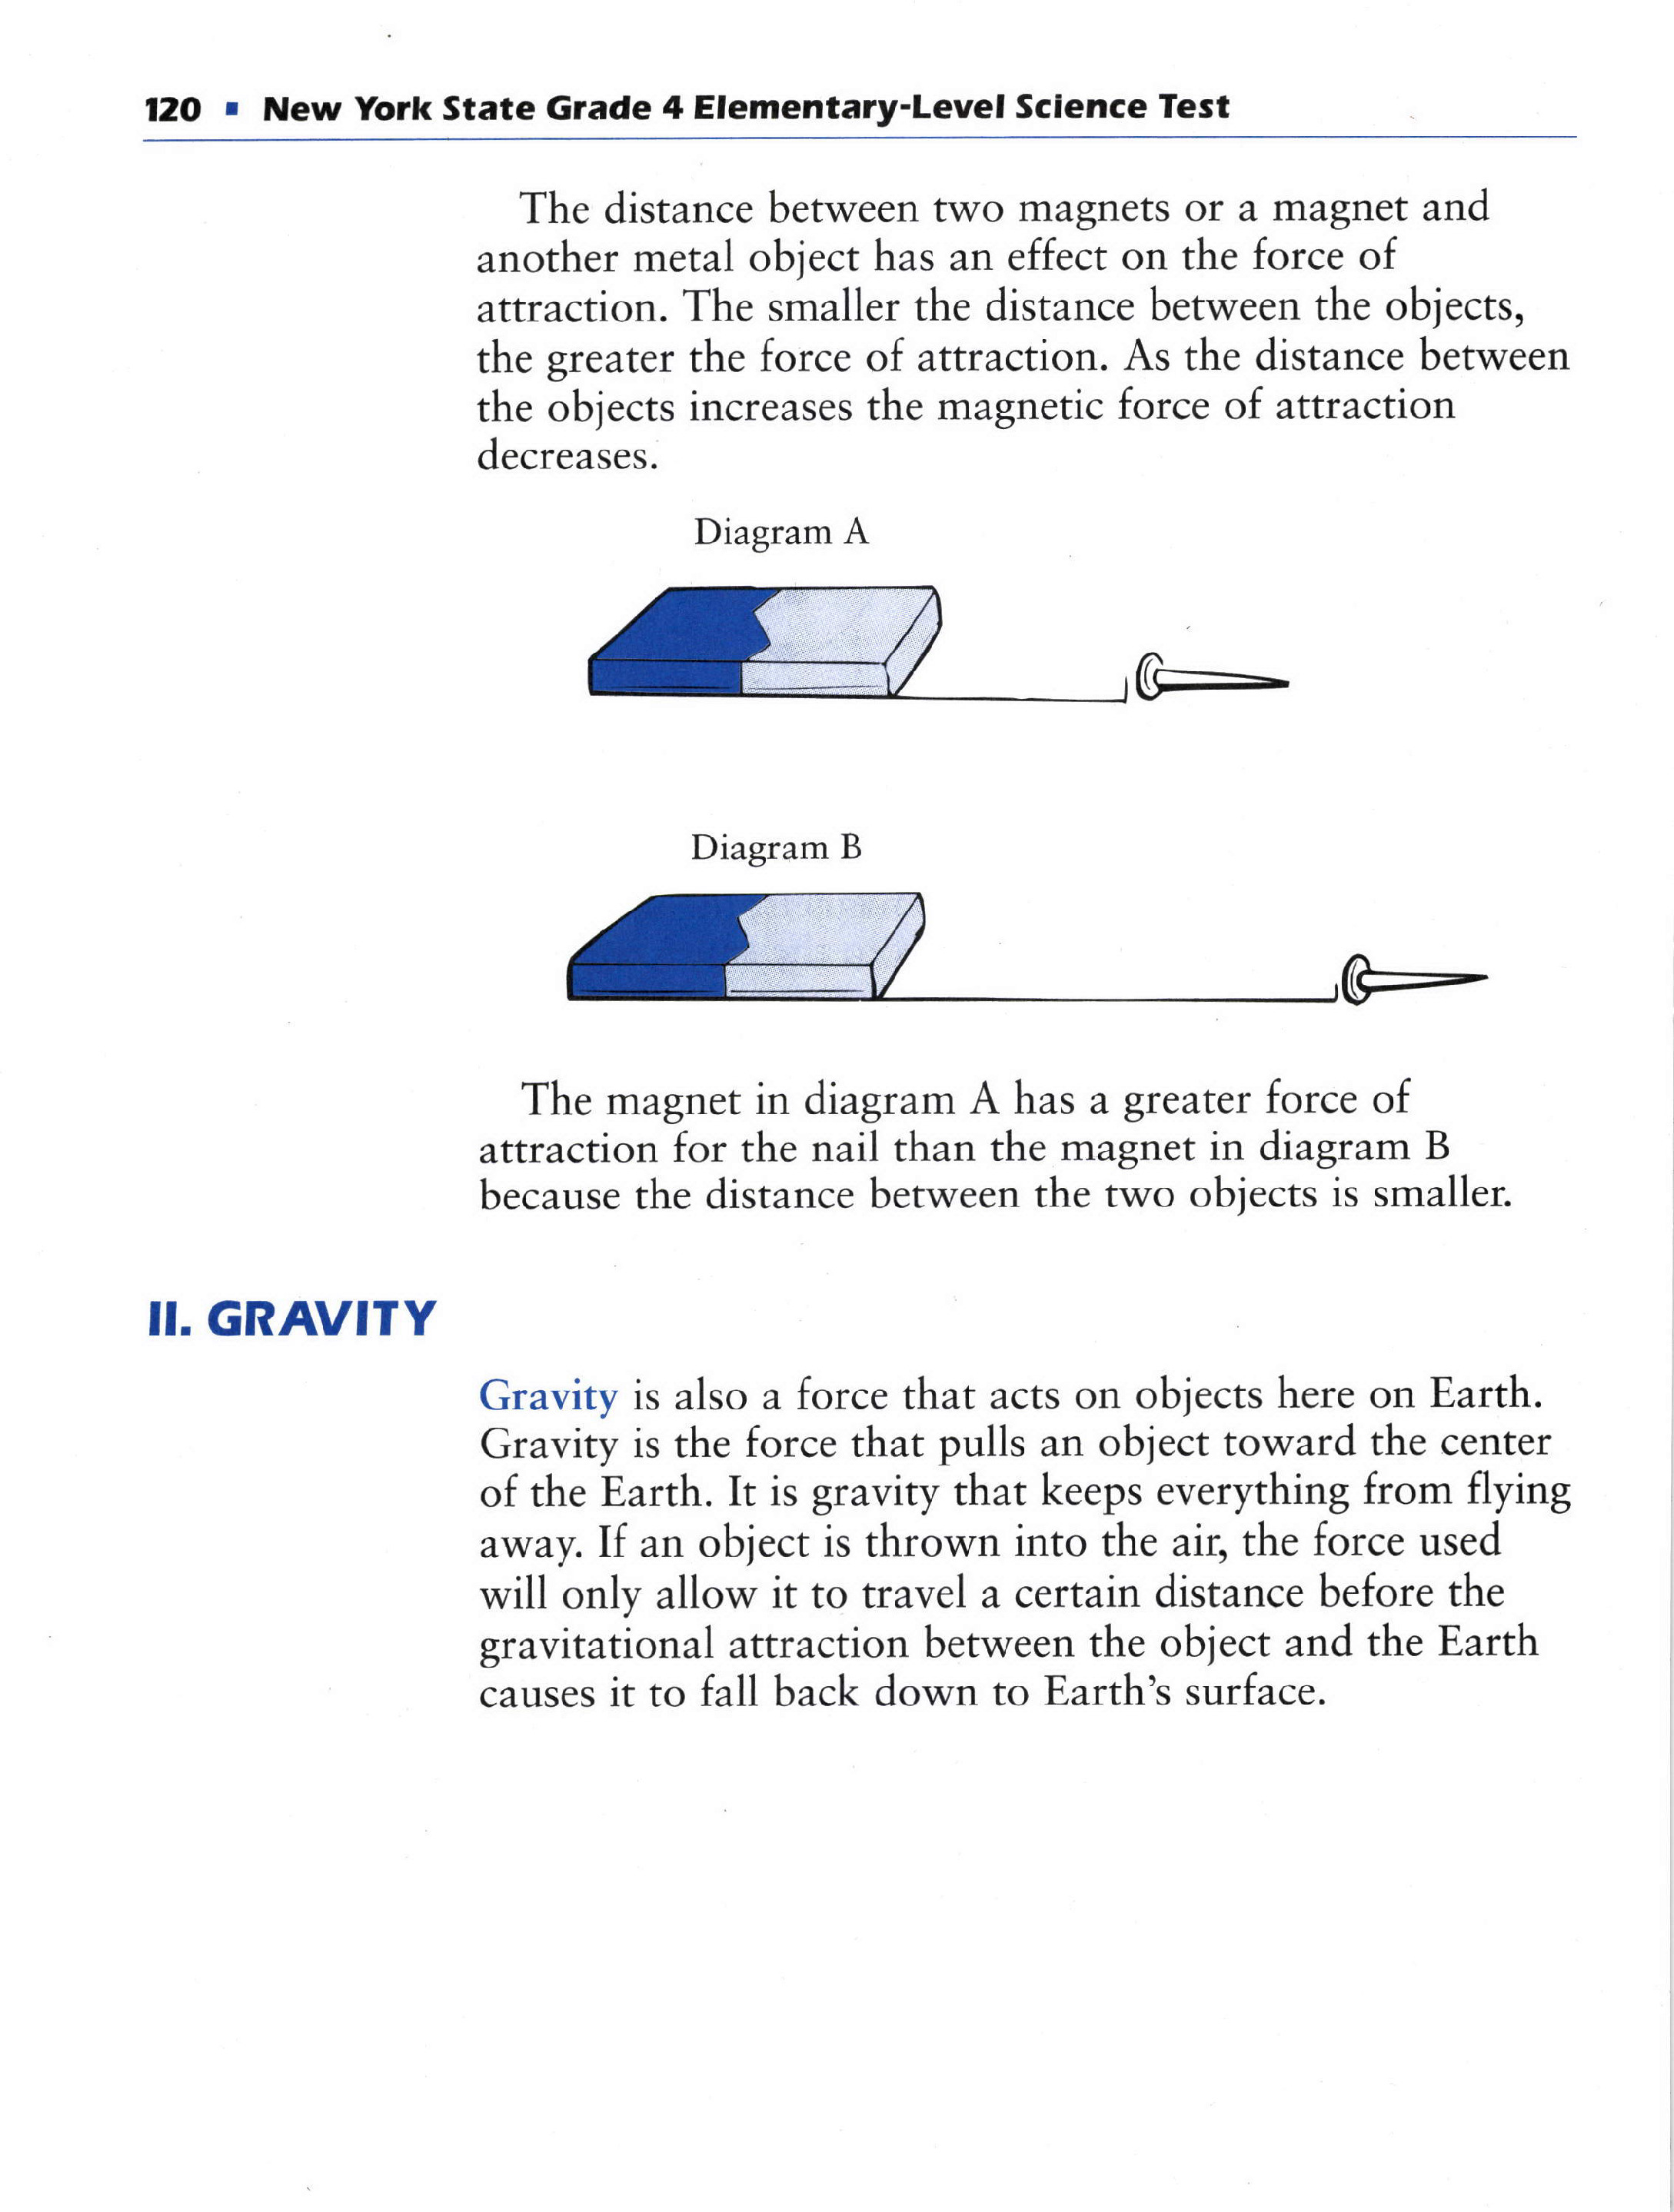 120 ▪ New York State Grade 4 Elementary-Level Science Test
The distance between two magnets or a magnet and
another metal object has an effect on the force of
attraction. The smaller the distance between the objects,
the greater the force of attraction. As the distance between
the objects increases the magnetic force of attraction
decreases.
Diagram A
Diagram B
The magnet in diagram A has a greater force of
attraction for the nail than the magnet in diagram B
because the distance between the two objects is smaller.
II. GRAVITY
Gravity is also a force that acts on objects here on Earth.
Gravity is the force that pulls an object toward the center
of the Earth. It is gravity that keeps everything from flying
away. If an object is thrown into the air, the force used
will only allow it to travel a certain distance before the
gravitational attraction between the object and the Earth
causes it to fall back down to Earth's surface.